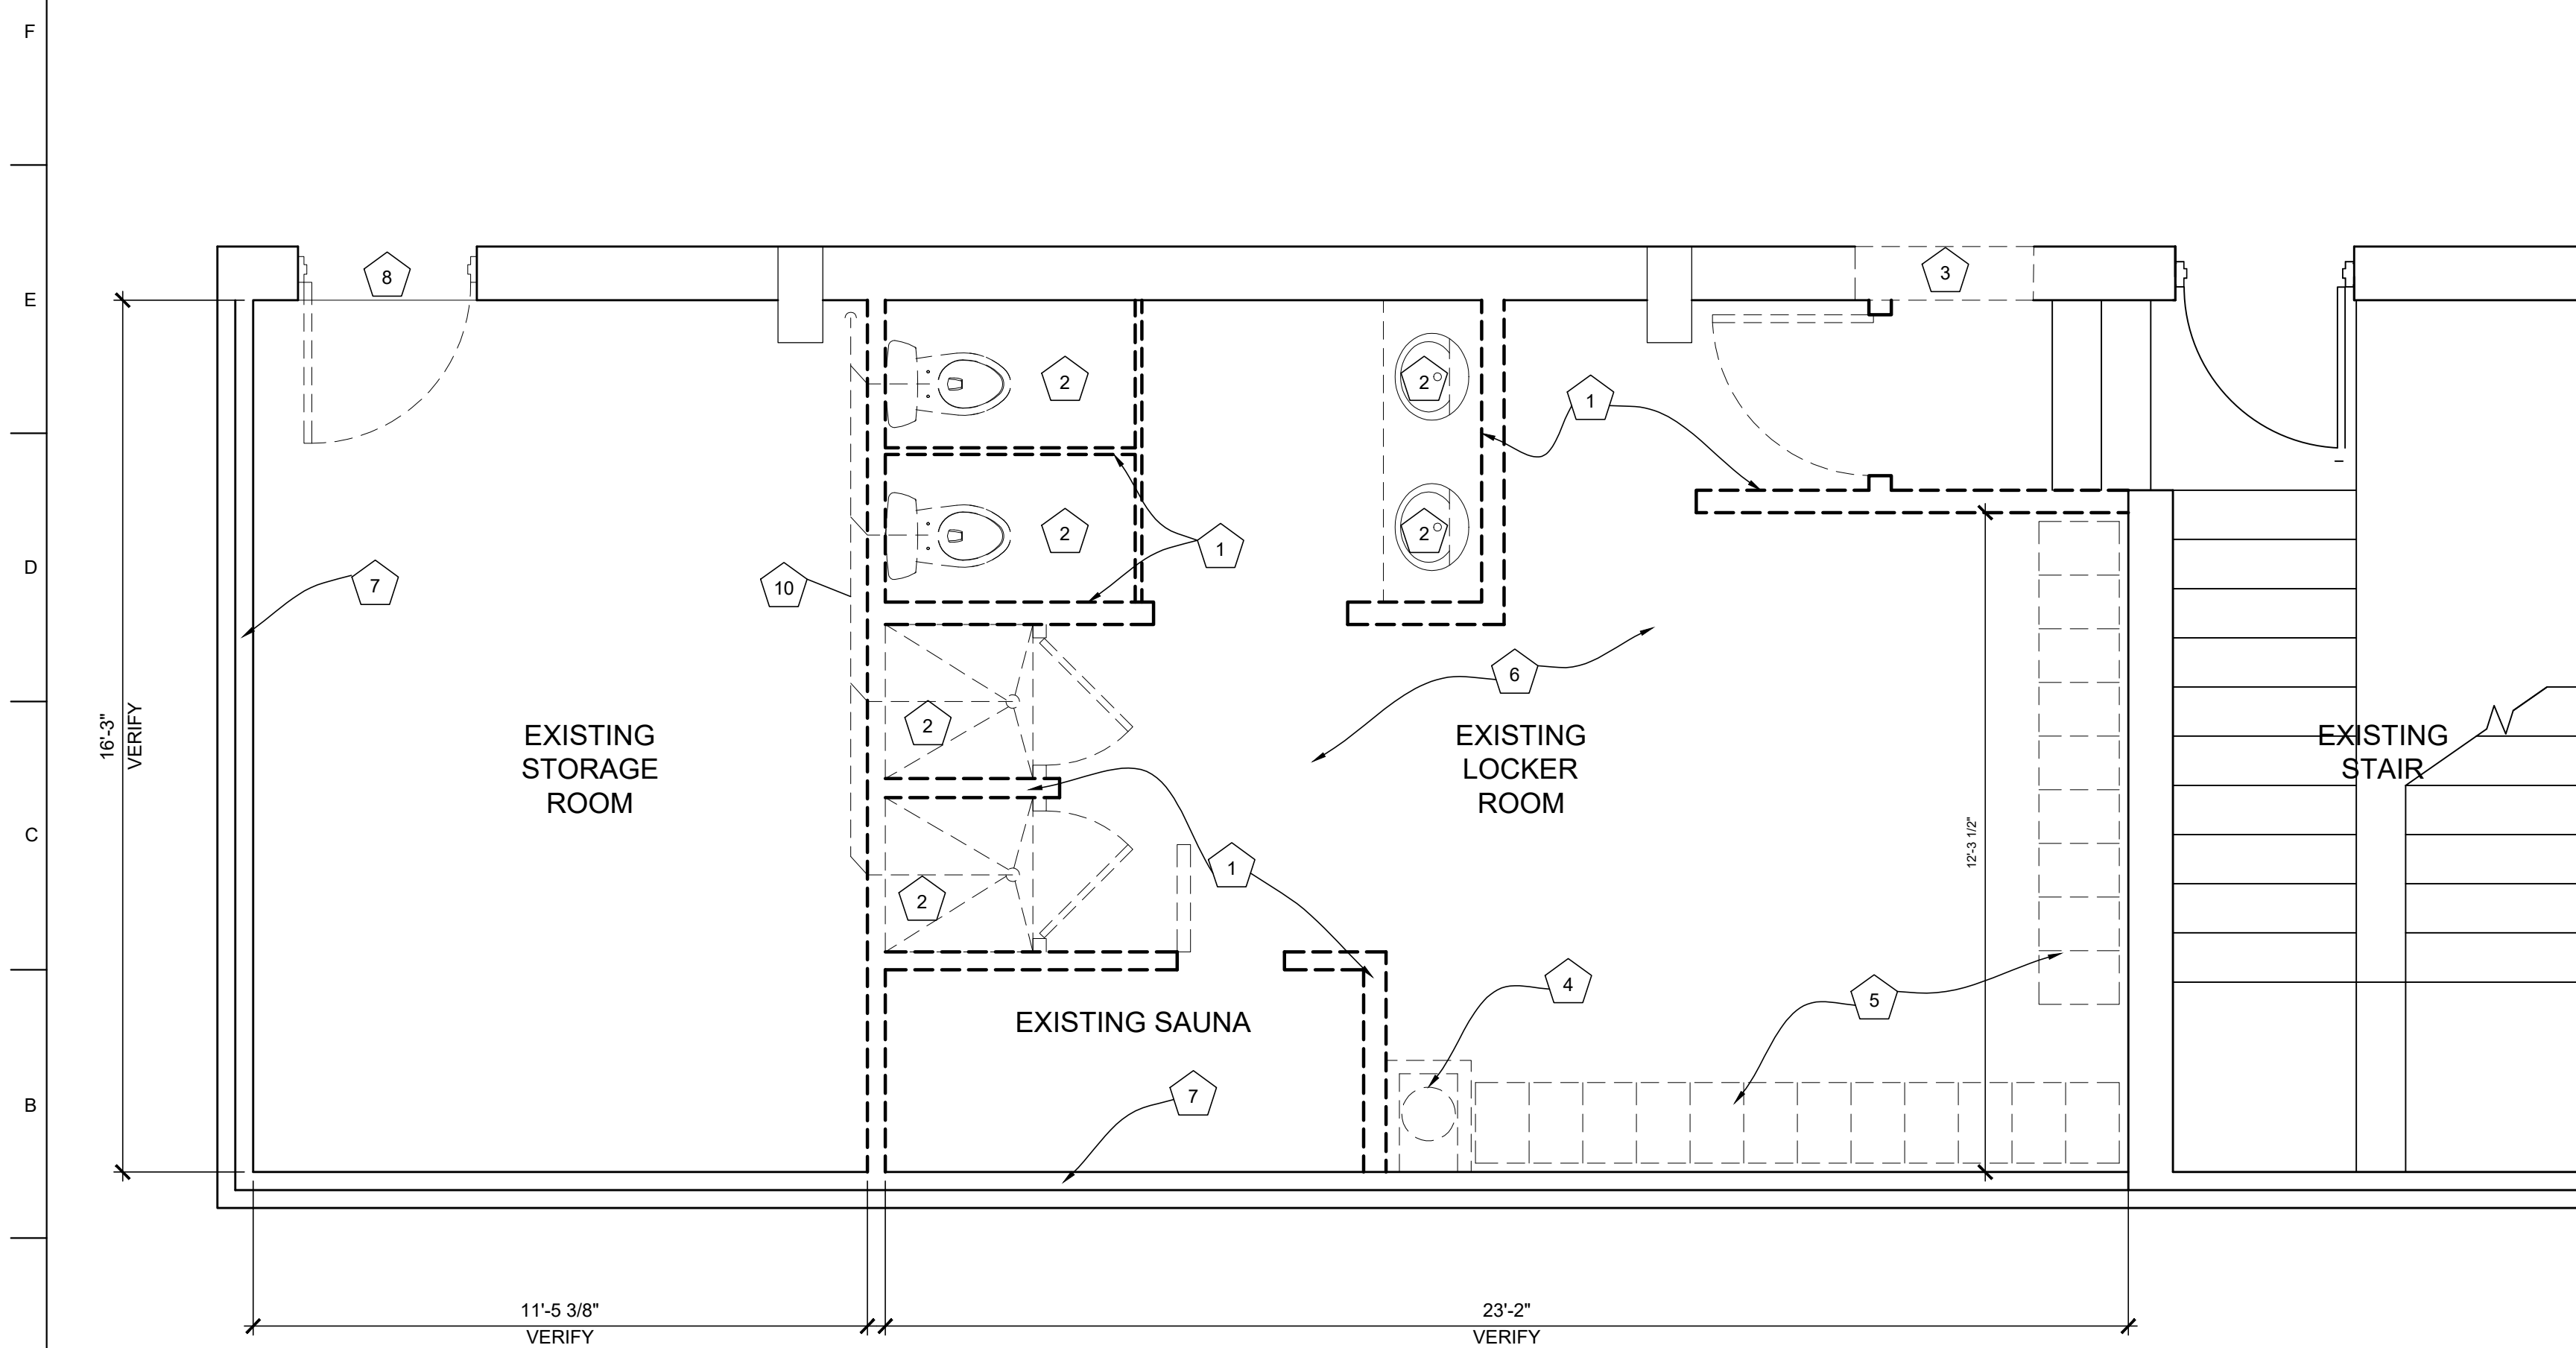 F
E
D
C
B
8
3
2
2
1
2
2
1
10
7
6
2
1
2
4
5
7
EXISTING
STORAGE
ROOM
EXISTING
LOCKER
ROOM
EXISTING
STAIR
EXISTING SAUNA
16'-3"
VERIFY
12'-3 1/2"
11'-5 3/8"
VERIFY
23'-2"
VERIFY